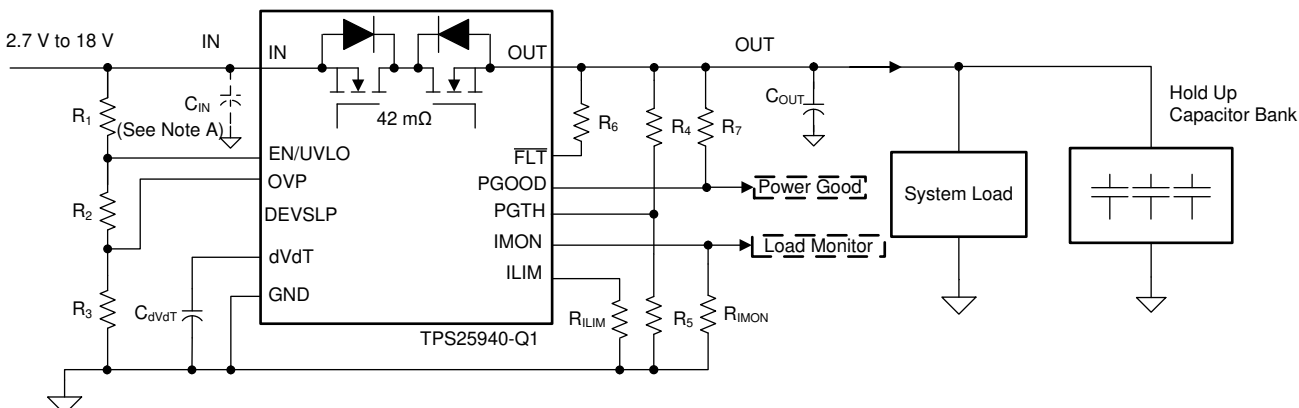 2.7 V to 18 V
IN
IN
OUT
OUT
42 mΩ
CIN
(See Note A)
R1
R2
R3
EN/UVLO
OVP
DEVSLP
dVdT
GND
CdVdT
FLT
PGOOD
PGTH
IMON
ILIM
TPS25940-Q1
R6
R4
R7
COUT
Power Good
Load Monitor
RILIM
R5
RIMON
System Load
Hold Up
Capacitor Bank